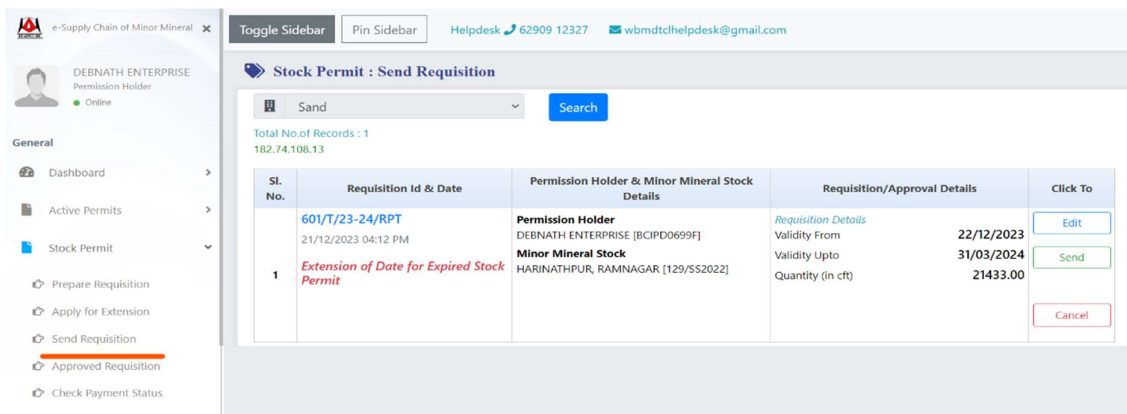 e-Supply Chain of Minor Mineral
DEBNATH ENTERPRISE
Permission Holder
Online
General
Dashboard
Active Permits
Stock Permit
Prepare Requisition
Apply for Extension
Send Requisition
Approved Requisition
Check Payment Status
Toggle Sidebar
Pin Sidebar
Helpdesk 62909 12327
wbmdtclhelpdesk@gmail.com
Stock Permit : Send Requisition
Sand
Search
Total No.of Records : 1
182.74.108.13
Sl. No.
Requisition Id & Date
Permission Holder & Minor Mineral Stock Details
Requisition/Approval Details
Click To
1
601/T/23-24/RPT
21/12/2023 04:12 PM
Extension of Date for Expired Stock Permit
Permission Holder
DEBNATH ENTERPRISE [BCIPD0699F]
Minor Mineral Stock
HARINATHPUR, RAMNAGAR [129/SS2022]
Requisition Details
Validity From 22/12/2023
Validity Upto 31/03/2024
Quantity (in cft) 21433.00
Edit
Send
Cancel